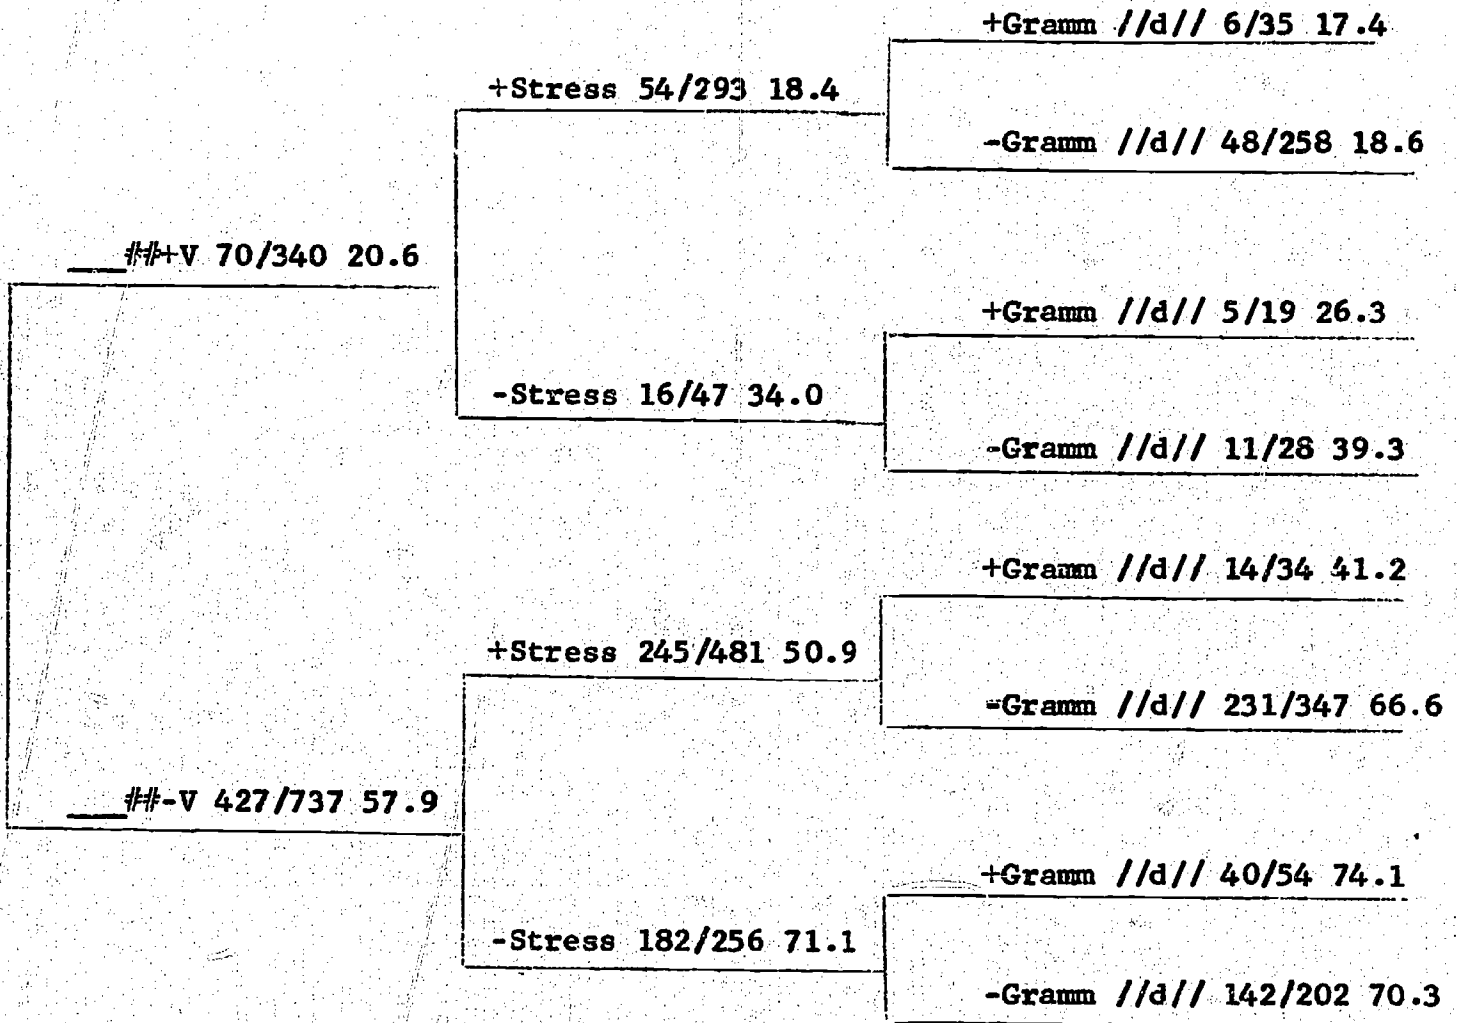 +Gramm //d// 6/35 17.4
+Stress 54/293 18.4
-Gramm //d// 48/258 18.6
___##+V 70/340 20.6
+Gramm //d// 5/19 26.3
-Stress 16/47 34.0
-Gramm //d// 11/28 39.3
+Gramm //d// 14/34 41.2
+Stress 245/481 50.9
-Gramm //d// 231/347 66.6
___##-V 427/737 57.9
+Gramm //d// 40/54 74.1
-Stress 182/256 71.1
-Gramm //d// 142/202 70.3